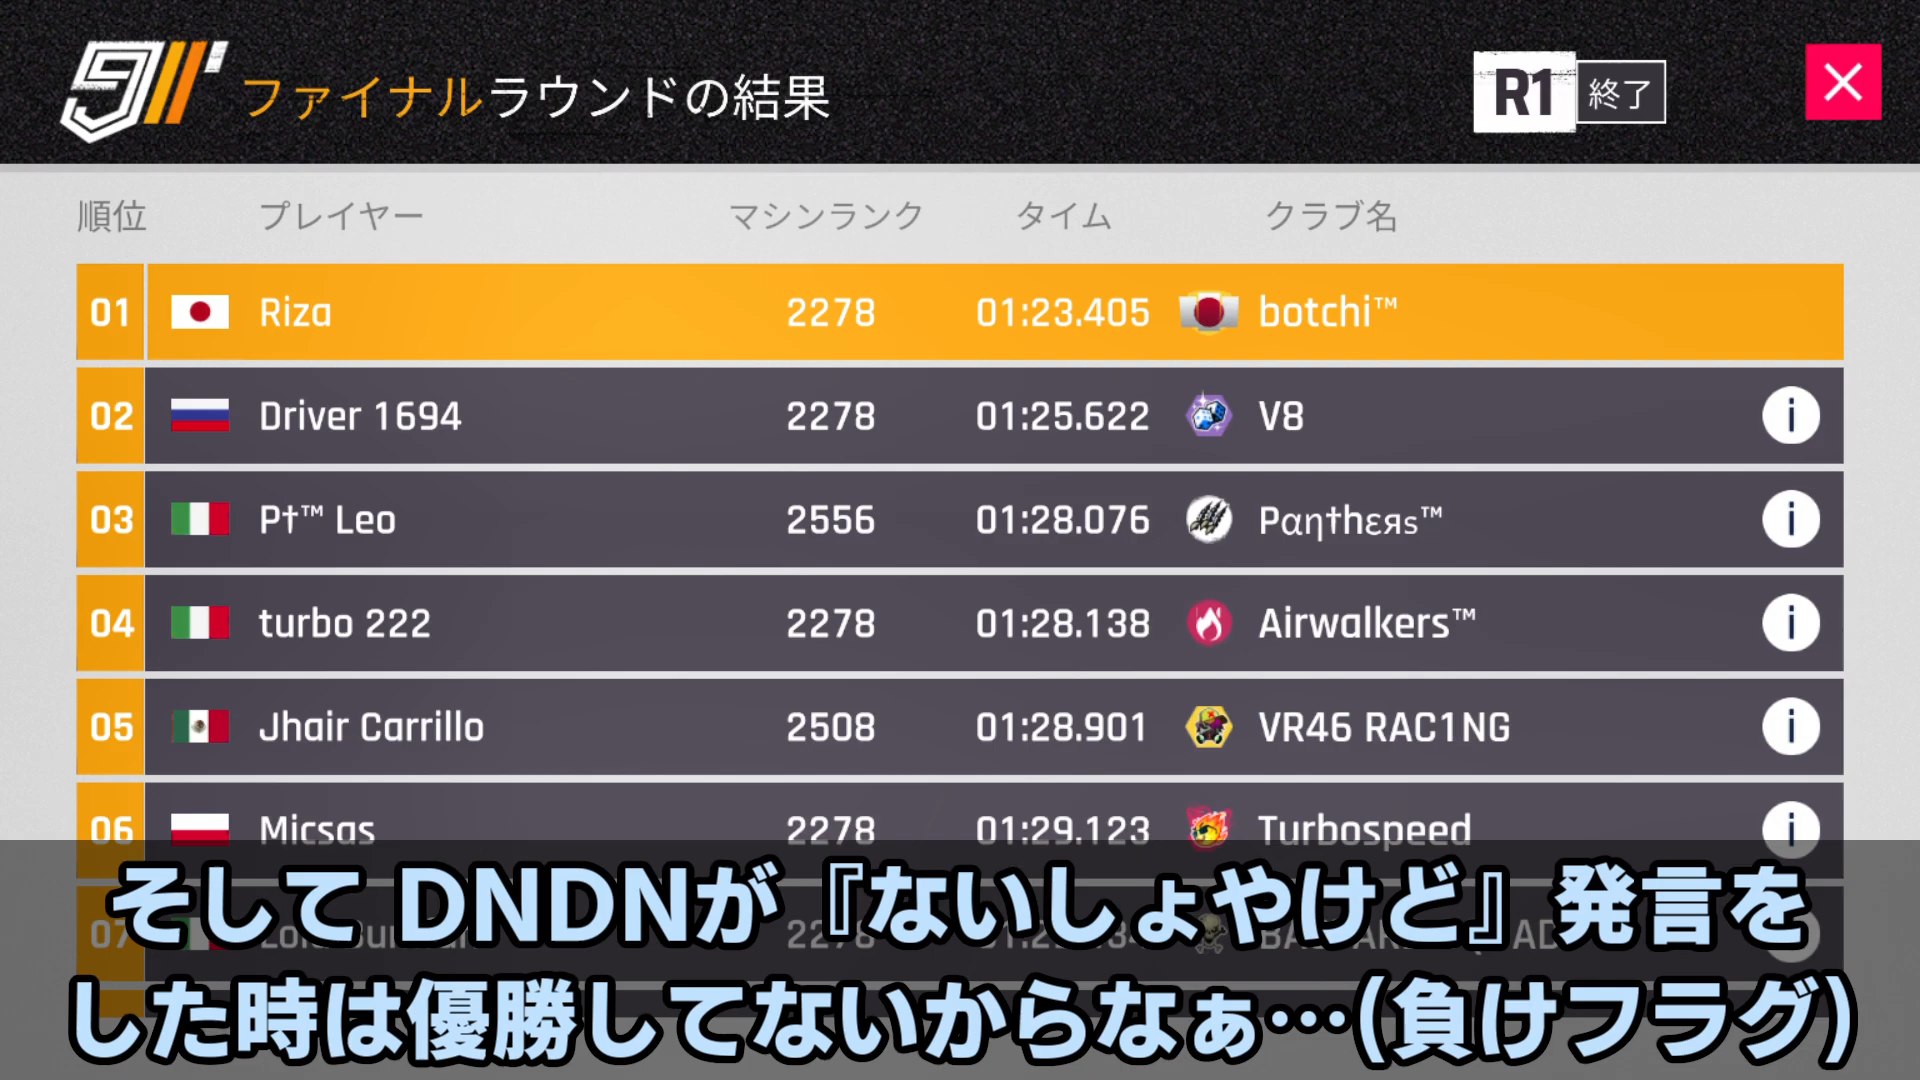 9
ファイナルラウンドの結果
R1 終了
順位 プレイヤー マシンランク タイム クラブ名
01 Riza 2278 01:23.405 botchi™
02 Driver 1694 2278 01:25.622 V8 i
03 P†™ Leo 2556 01:28.076 Pαη†hεяs™ i
04 turbo 222 2278 01:28.138 Airwalkers™ i
05 Jhair Carrillo 2508 01:28.901 VR46 RAC1NG i
06 Micsas 2278 01:29.123 Turbospeed i
07 2278
そして DNDNが『ないしょやけど』発言を
した時は優勝してないからなぁ…(負けフラグ)